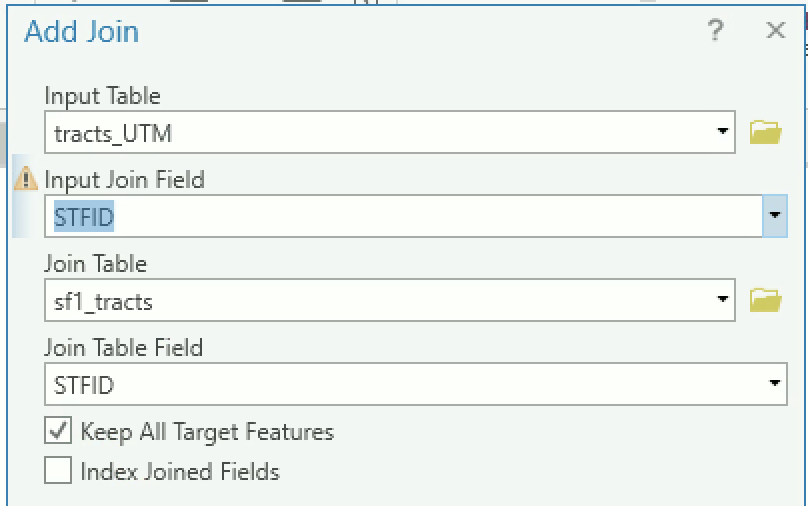 Add Join
?
Input Table
tracts_UTM
Input Join Field
STFID
Join Table
sf1_tracts
Join Table Field
STFID
Keep All Target Features
Index Joined Fields